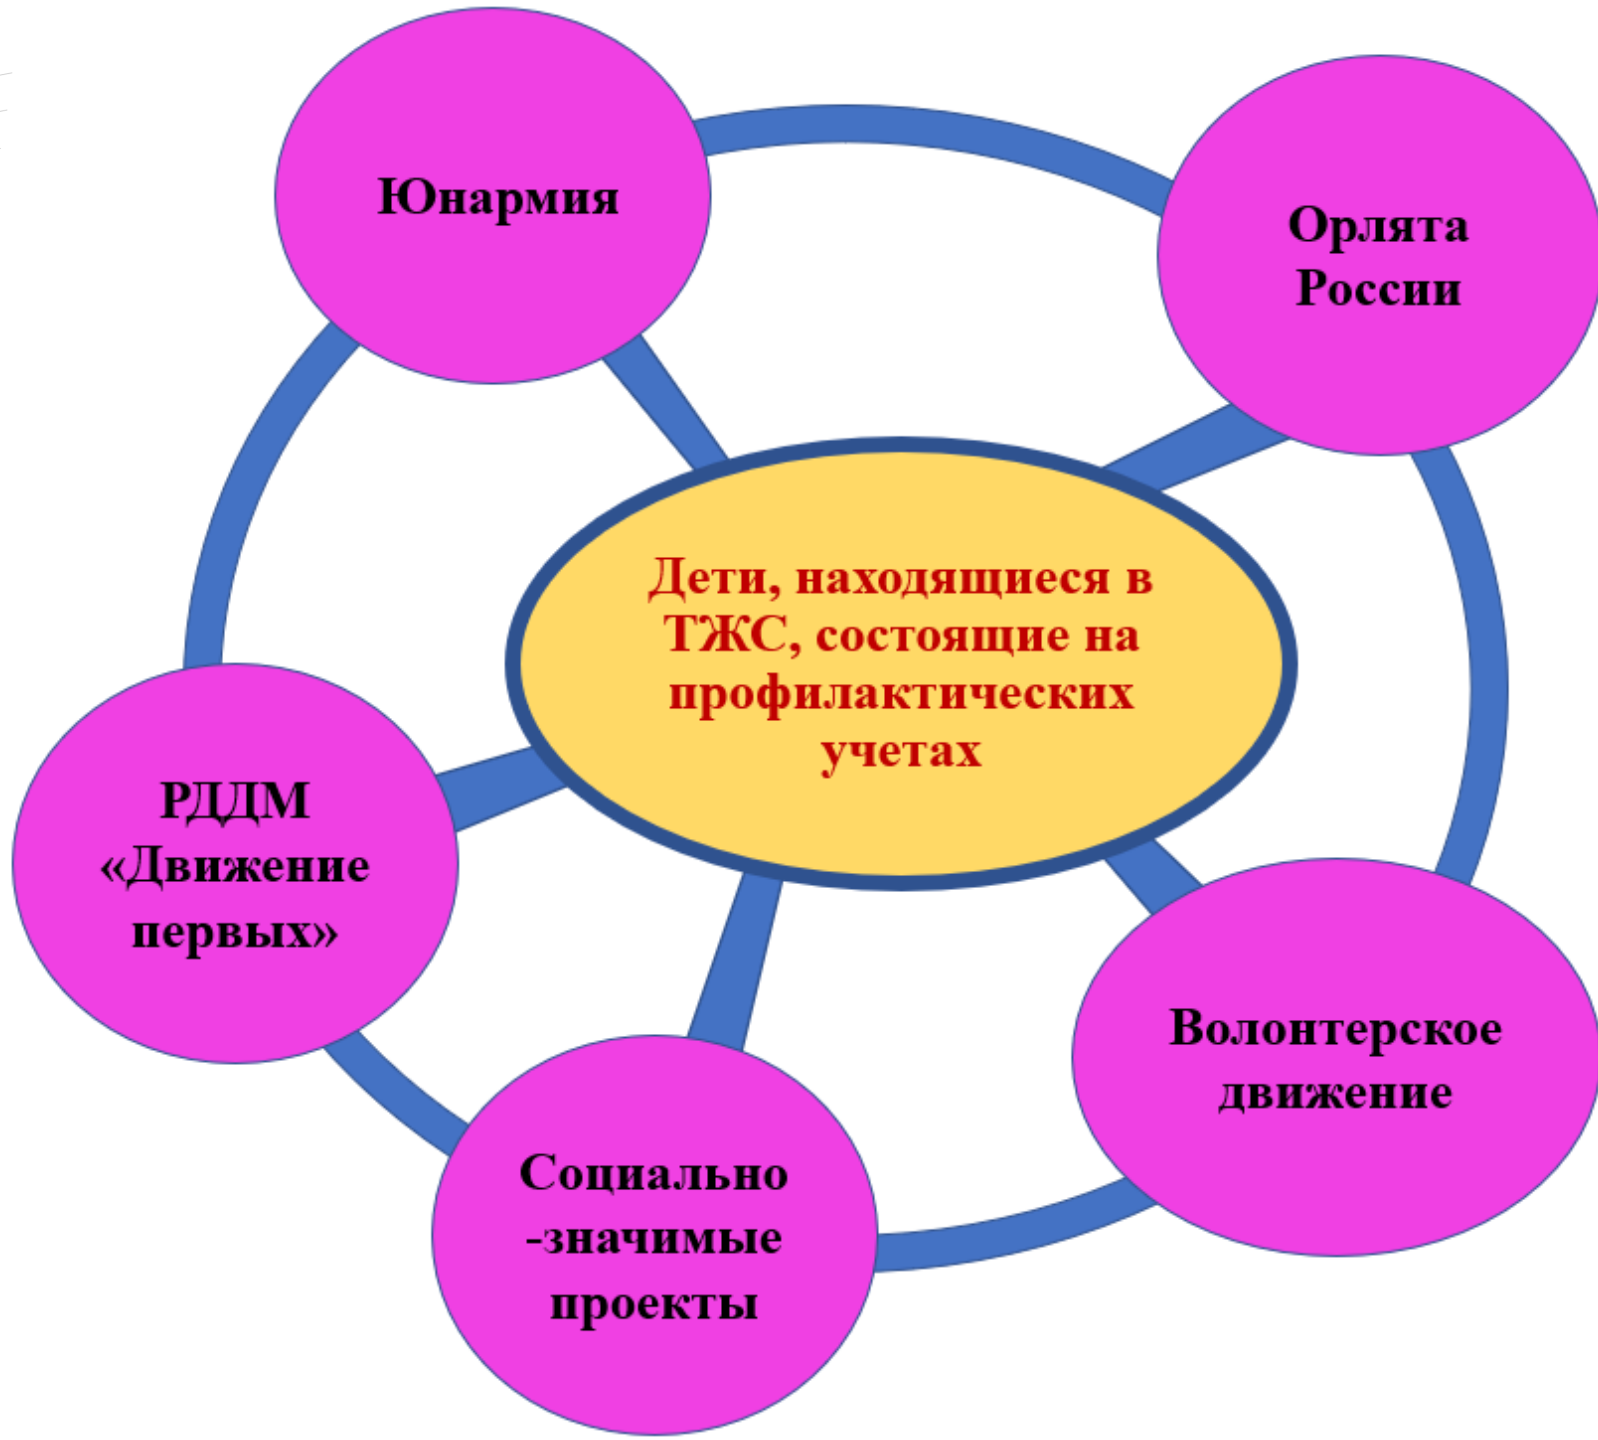 Юнармия
Орлята
России
Дети, находящиеся в
ТЖС, состоящие на
профилактических
учетах
РДДМ
«Движение
первых»
Волонтерское
движение
Социально
-значимые
проекты